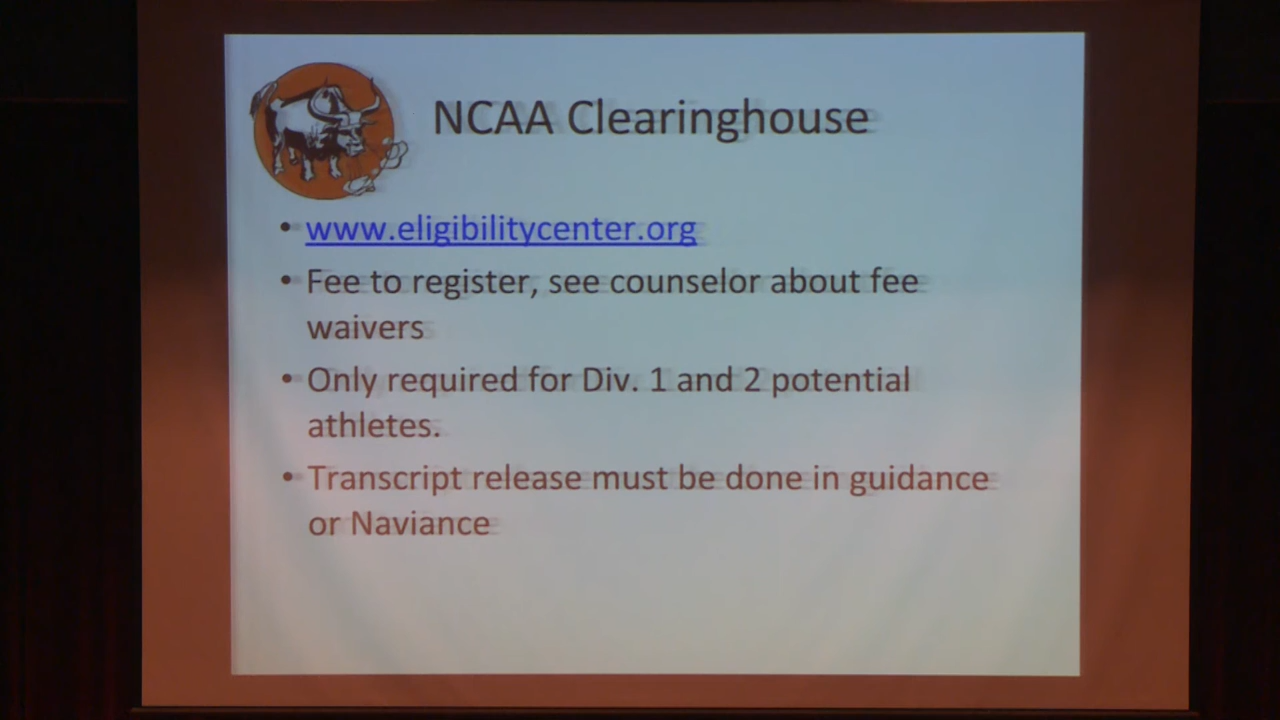 NCAA Clearinghouse
• www.eligibilitycenter.org
• Fee to register, see counselor about fee
waivers
• Only required for Div. 1 and 2 potential
athletes.
• Transcript release must be done in guidance
or Naviance